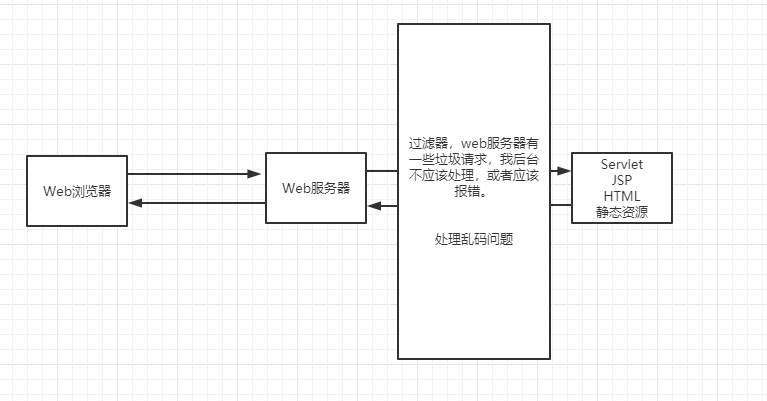 Web浏览器
Web服务器
过滤器，web服务器有
一些垃圾请求，我后台
不应该处理，或者应该
报错。
处理乱码问题
Servlet
JSP
HTML
静态资源